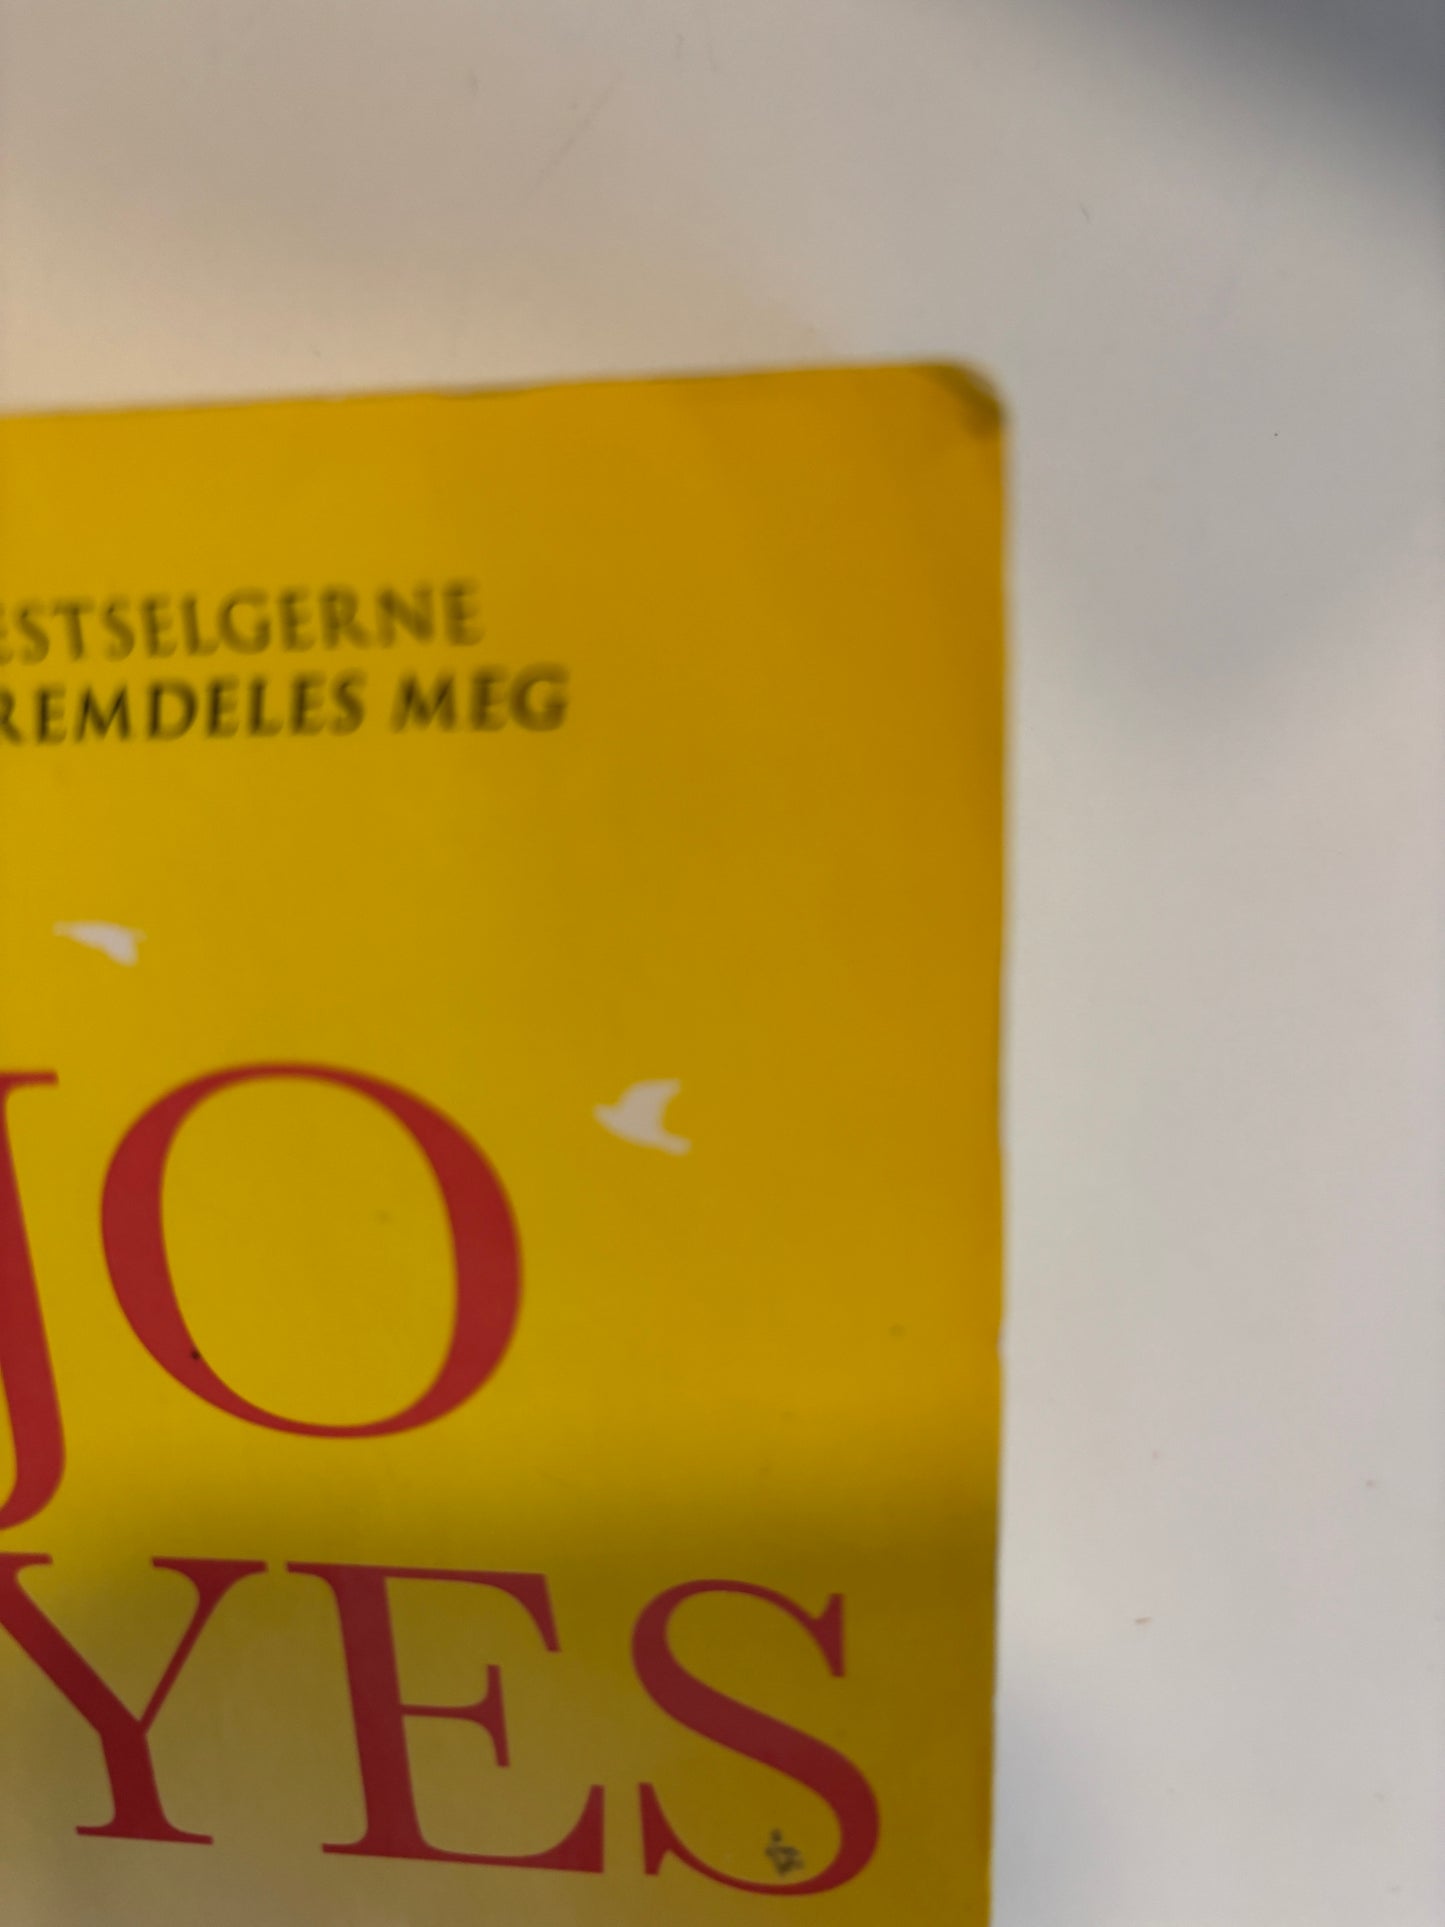 ESTSELGERNE
REMDELES MEG
JO
YES